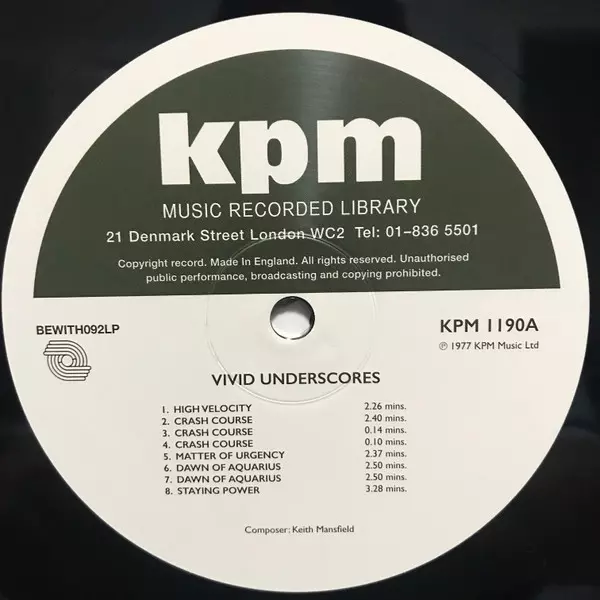 kpm
MUSIC RECORDED LIBRARY
21 Denmark Street London WC2 Tel: 01-836 5501
Copyright record. Made In England. All rights reserved. Unauthorised
public performance, broadcasting and copying prohibited.
BEWITH092LP
KPM 1190A
℗ 1977 KPM Music Ltd
VIVID UNDERSCORES
1. HIGH VELOCITY 2.26 mins.
2. CRASH COURSE 2.40 mins.
3. CRASH COURSE 0.14 mins.
4. CRASH COURSE 0.10 mins.
5. MATTER OF URGENCY 2.37 mins.
6. DAWN OF AQUARIUS 2.50 mins.
7. DAWN OF AQUARIUS 2.50 mins.
8. STAYING POWER 3.28 mins.
Composer: Keith Mansfield